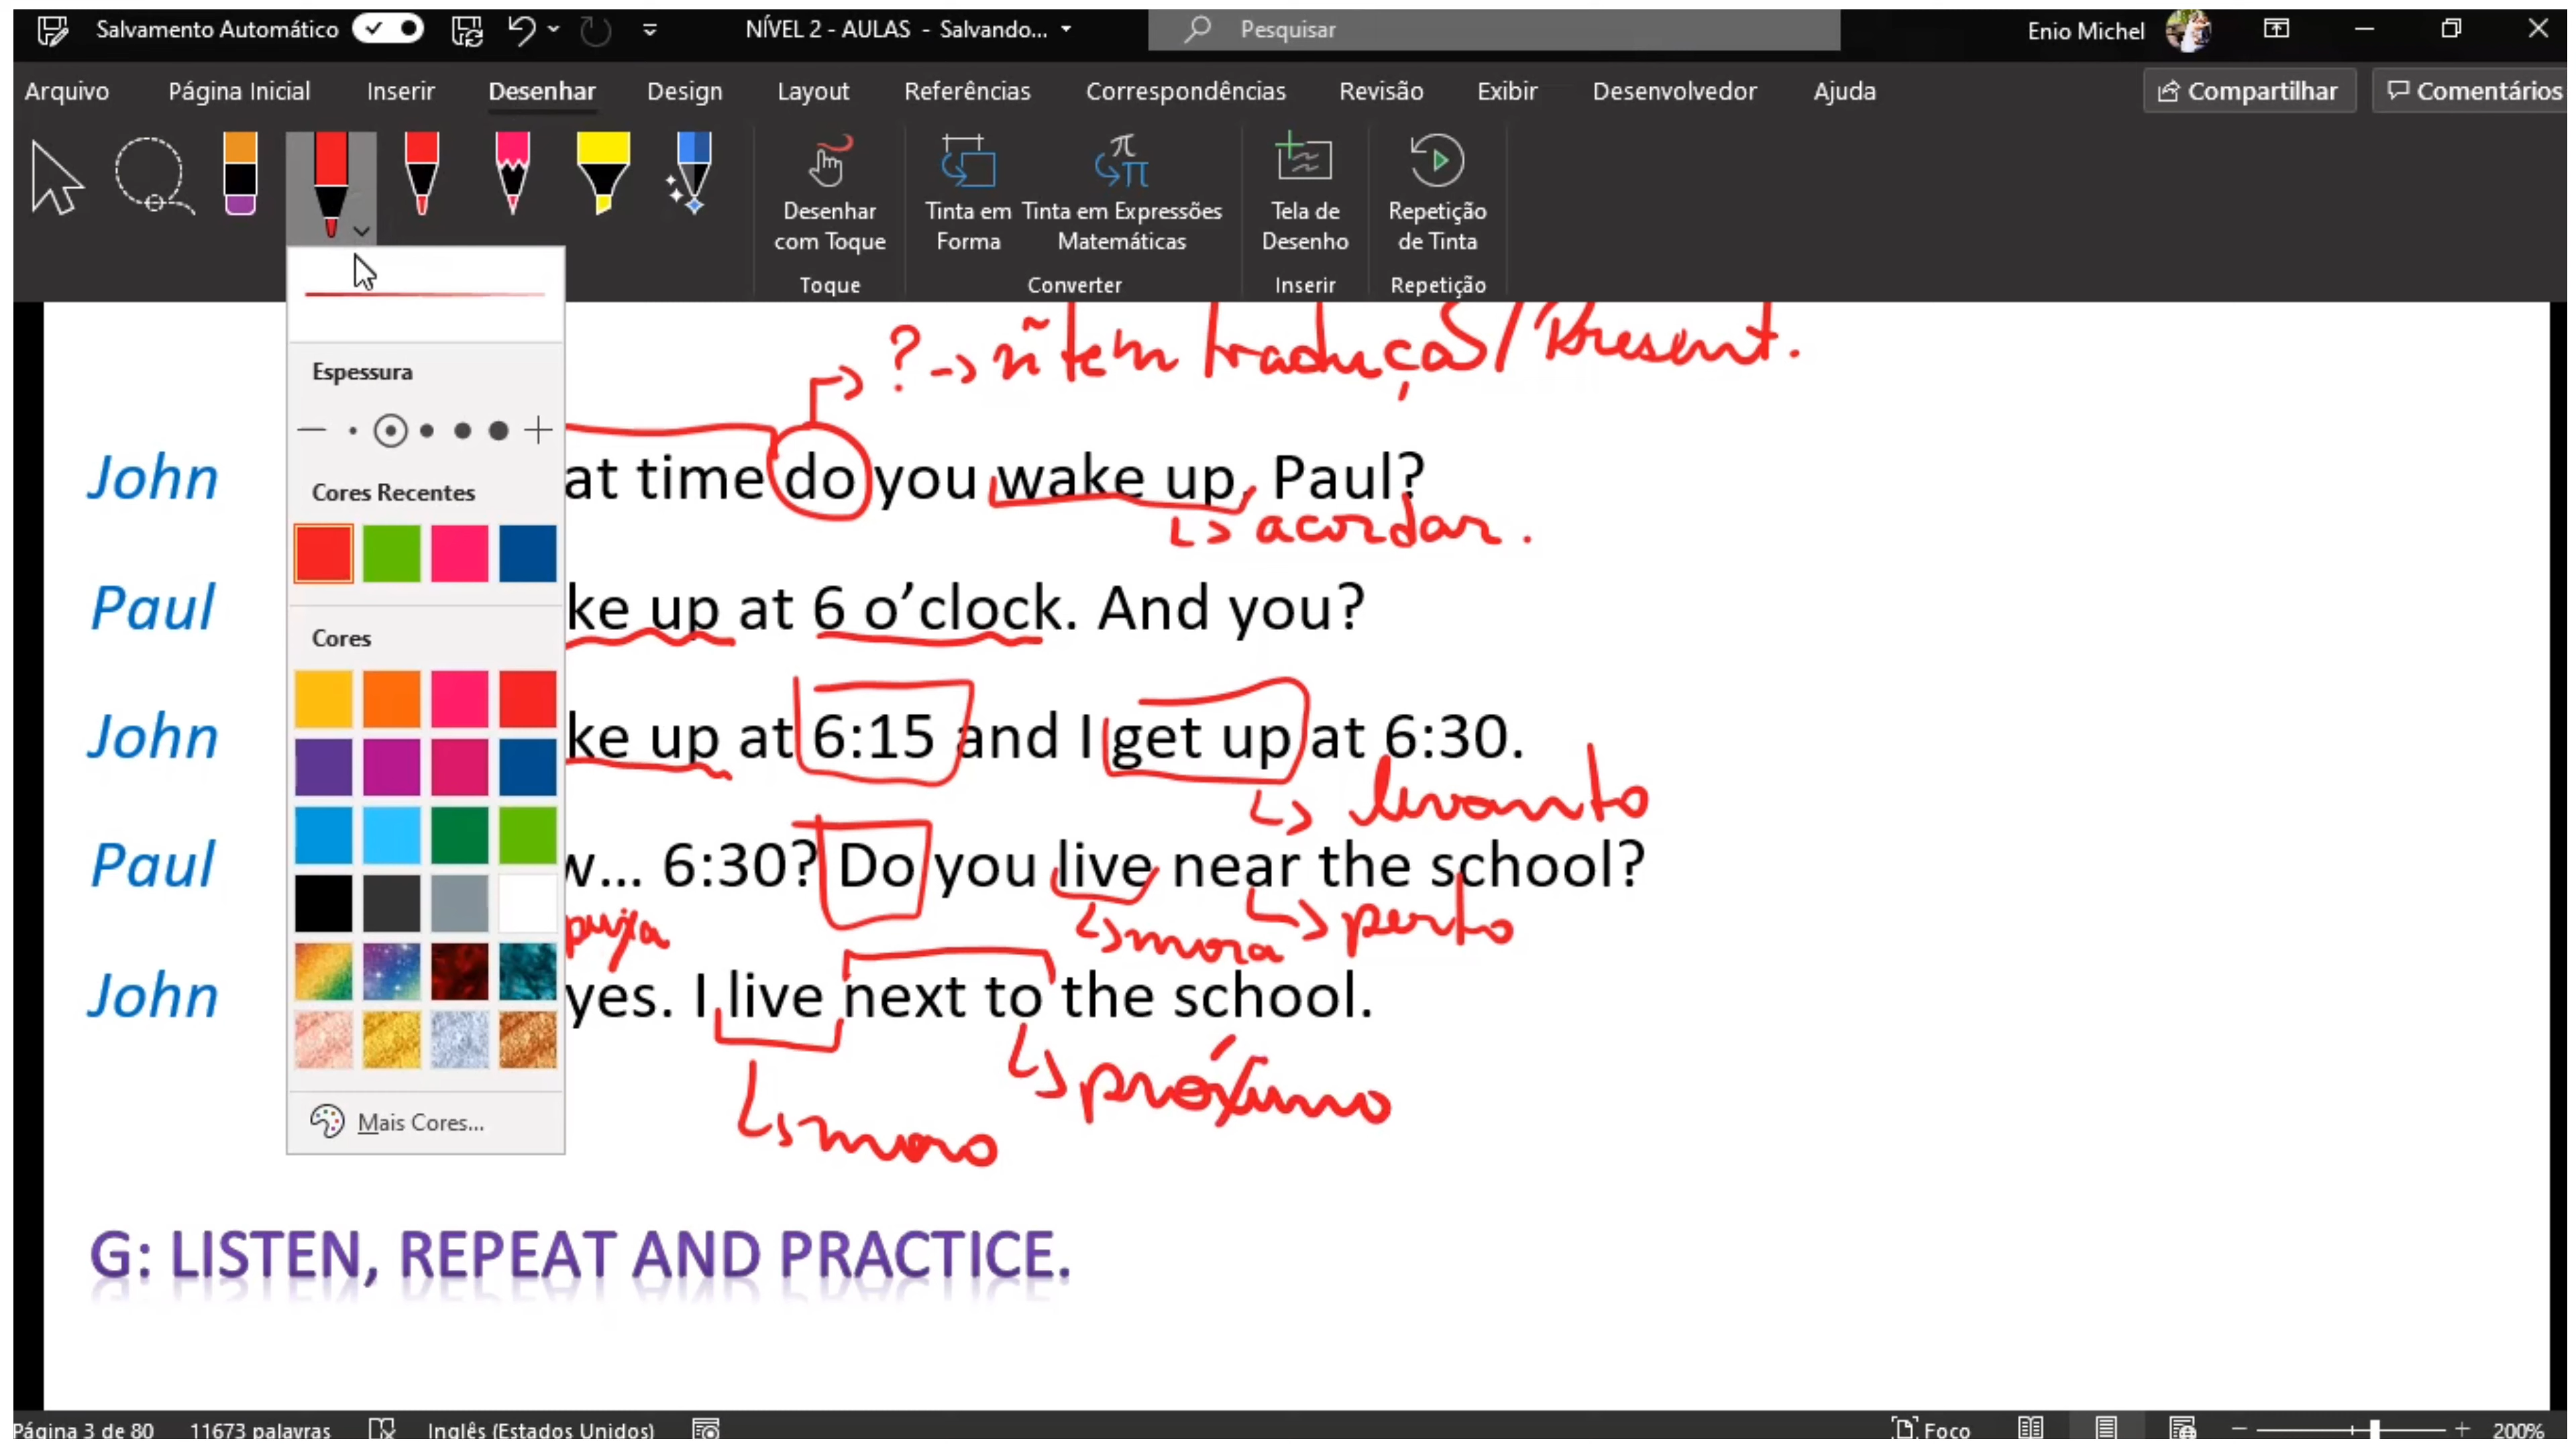 Salvamento Automático NÍVEL 2 - AULAS - Salvando... Pesquisar Enio Michel
Arquivo Página Inicial Inserir Desenhar Design Layout Referências Correspondências Revisão Exibir Desenvolvedor Ajuda Compartilhar Comentários
Desenhar com Toque
Tinta em Forma
Tinta em Expressões Matemáticas
Tela de Desenho
Repetição de Tinta
Toque Converter Inserir Repetição
Espessura
Cores Recentes
Cores
Mais Cores...
? -> ñ tem tradução/Present.
John at time do you wake up, Paul?
acordar.
Paul ke up at 6 o’clock. And you?
John ke up at 6:15 and I get up at 6:30.
levanto
Paul w... 6:30? Do you live near the school?
puxa mora perto
John yes. I live next to the school.
próximo
moro
G: LISTEN, REPEAT AND PRACTICE.
Página 3 de 80 11673 palavras Inglês (Estados Unidos) Foco 200%